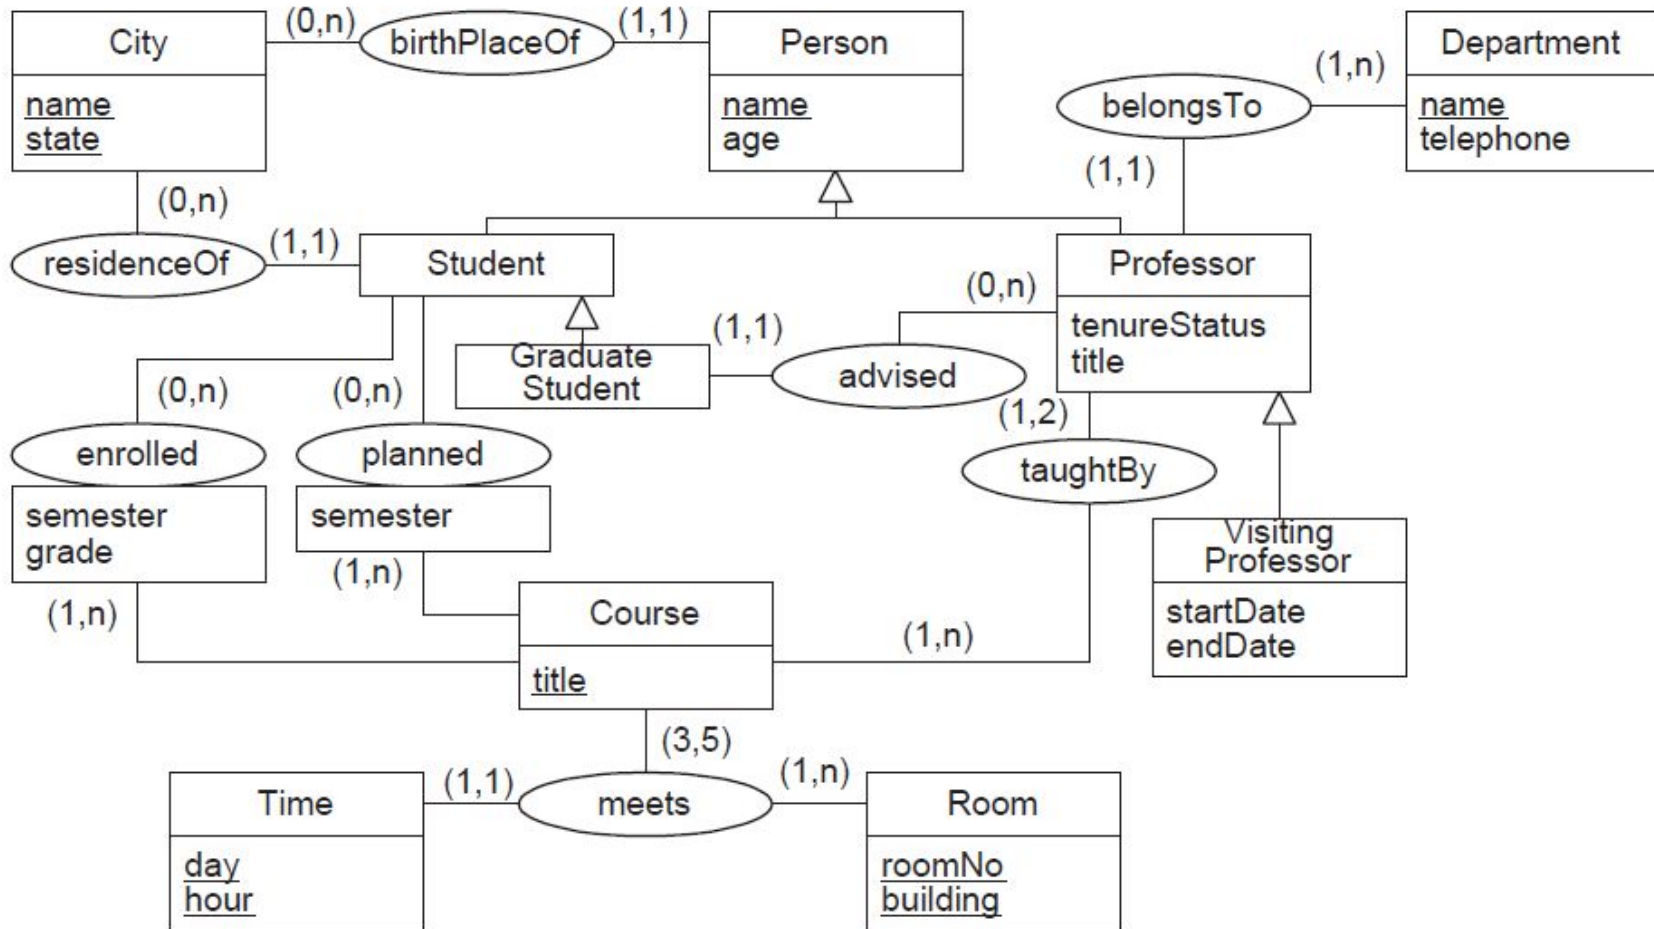 City
(0,n)
birthPlaceOf
(1,1)
Person
Department
name
state
name
age
belongsTo
(1,n)
name
telephone
(0,n)
(1,1)
residenceOf
(1,1)
Student
Professor
(0,n)
tenureStatus
title
Graduate
Student
(1,1)
advised
(0,n)
(0,n)
(1,2)
enrolled
planned
taughtBy
semester
grade
semester
Visiting
Professor
(1,n)
(1,n)
Course
startDate
endDate
(1,n)
title
(3,5)
Time
(1,1)
meets
(1,n)
Room
day
hour
roomNo
building